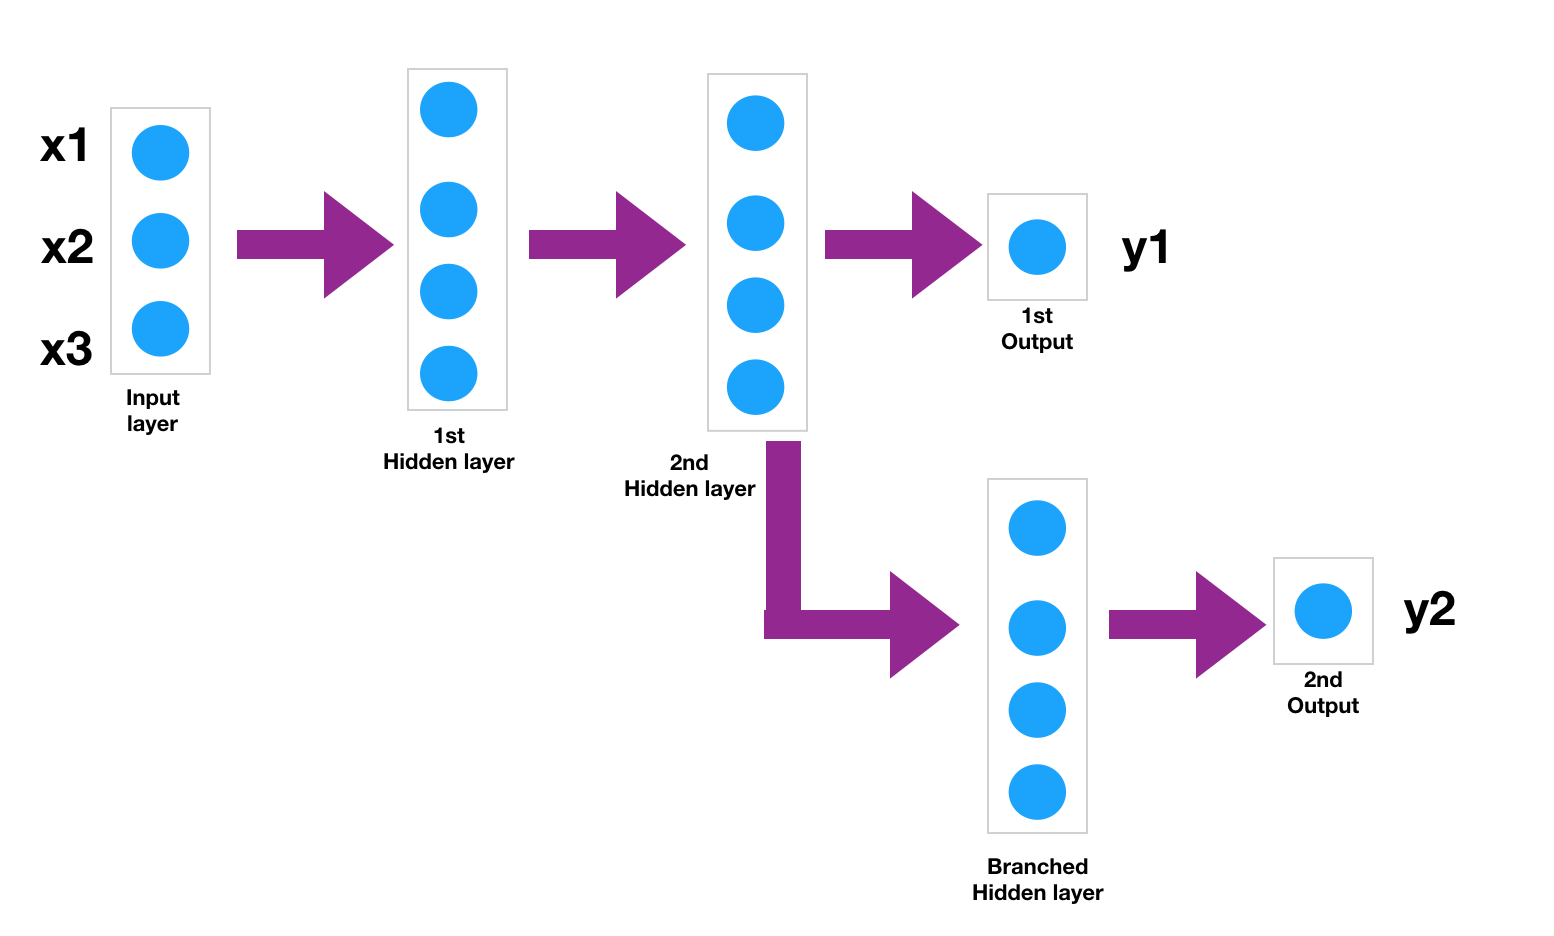 x1
x2
x3
Input
layer
1st
Hidden layer
2nd
Hidden layer
1st
Output
y1
Branched
Hidden layer
2nd
Output
y2